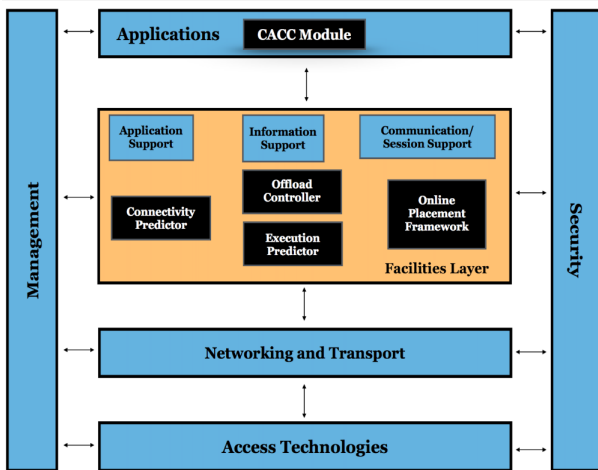 Applications
CACC Module
Management
Security
Application
Support
Information
Support
Communication/
Session Support
Connectivity
Predictor
Offload
Controller
Execution
Predictor
Online
Placement
Framework
Facilities Layer
Networking and Transport
Access Technologies